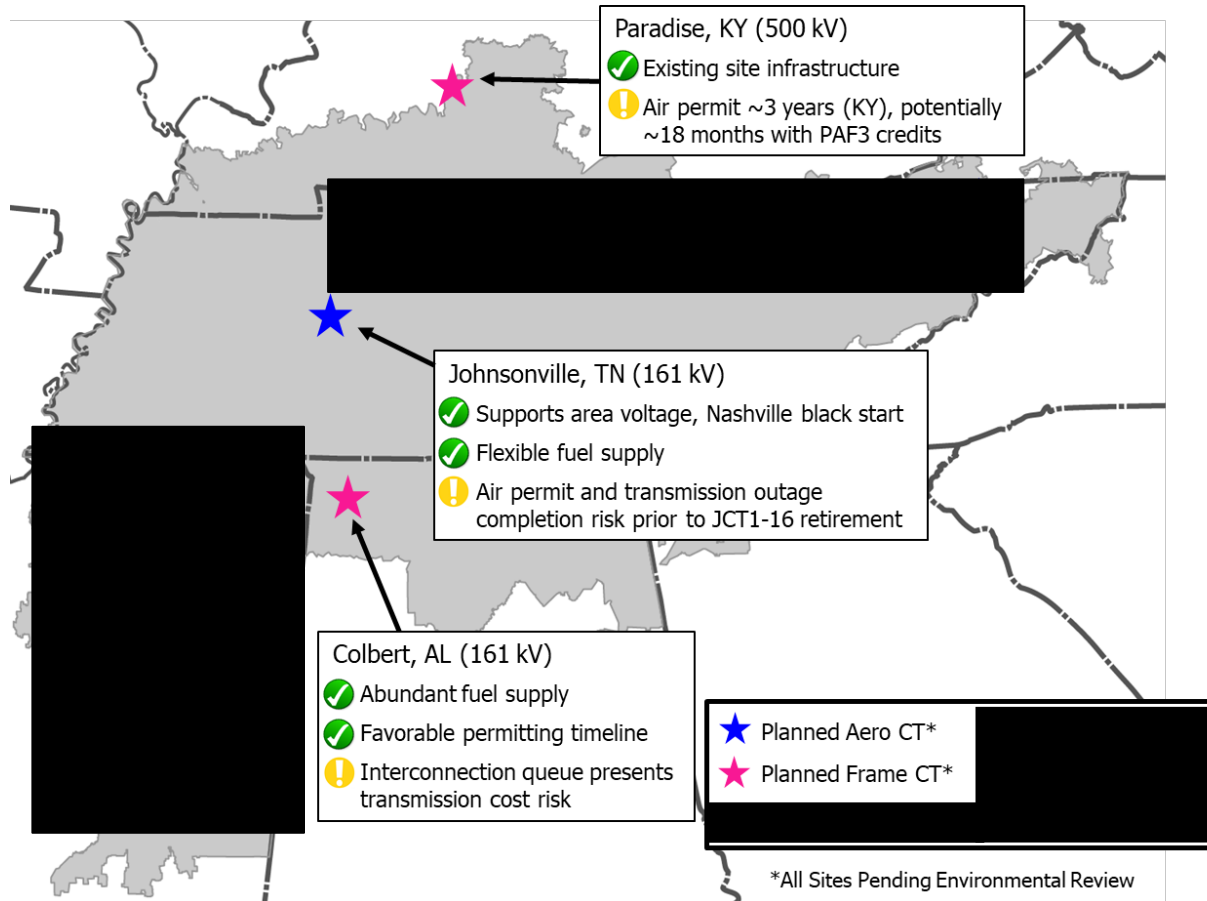 Paradise, KY (500 kV)
Existing site infrastructure
Air permit ~3 years (KY), potentially
~18 months with PAF3 credits
Johnsonville, TN (161 kV)
Supports area voltage, Nashville black start
Flexible fuel supply
Air permit and transmission outage
completion risk prior to JCT1-16 retirement
Colbert, AL (161 kV)
Abundant fuel supply
Favorable permitting timeline
Interconnection queue presents
transmission cost risk
Planned Aero CT*
Planned Frame CT*
*All Sites Pending Environmental Review